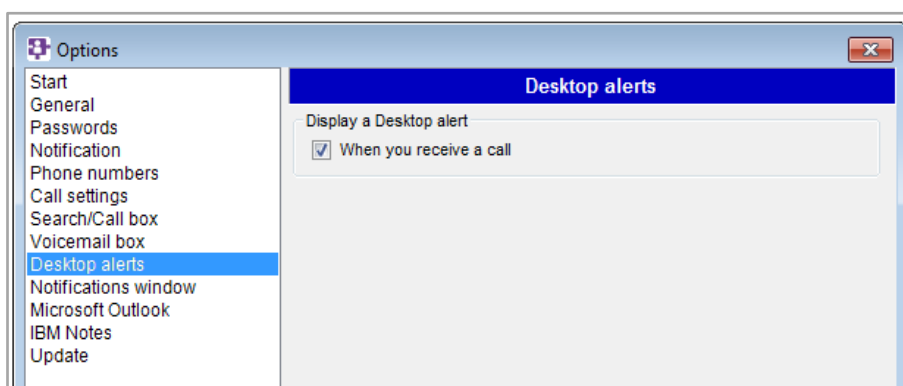 Options
Start
General
Passwords
Notification
Phone numbers
Call settings
Search/Call box
Voicemail box
Desktop alerts
Notifications window
Microsoft Outlook
IBM Notes
Update
Desktop alerts
Display a Desktop alert
When you receive a call